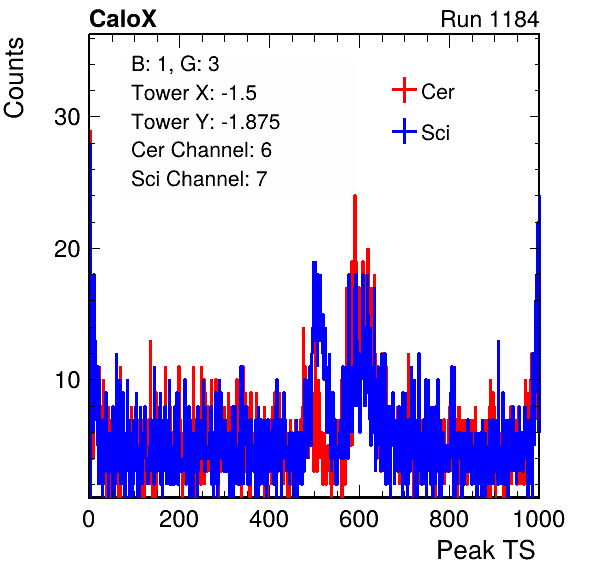 CaloX Run 1184
Counts
B: 1, G: 3
Tower X: -1.5
Tower Y: -1.875
Cer Channel: 6
Sci Channel: 7
Cer
Sci
30
20
10
0 200 400 600 800 1000
Peak TS